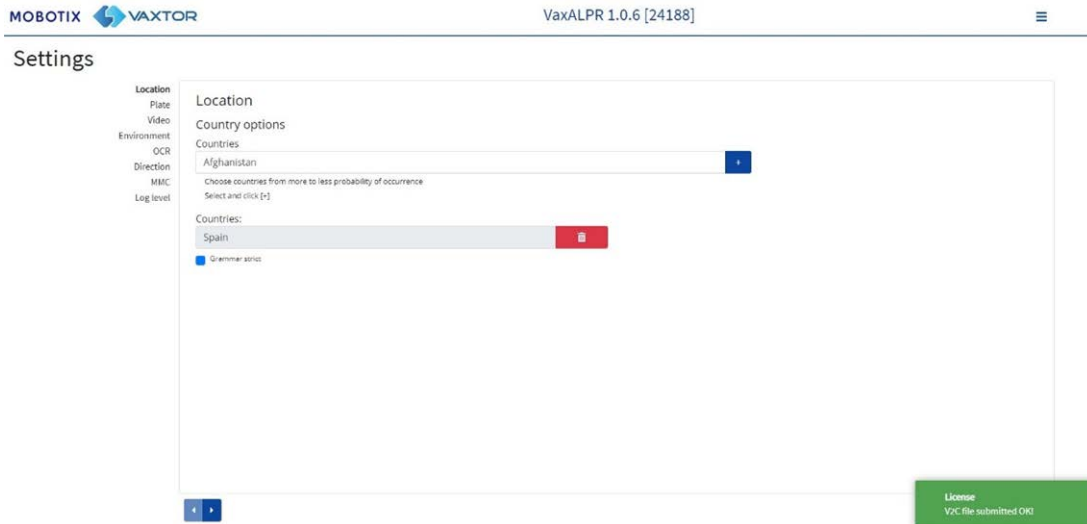 MOBOTIX VAXTOR
VaxALPR 1.0.6 [24188]
Settings
Location
Plate
Video
Environment
OCR
Direction
MMC
Log level
Location
Country options
Countries
Afghanistan
+
Choose countries from more to less probability of occurrence
Select and click [+]
Countries:
Spain
Grammar strict
License
V2C file submitted OK!